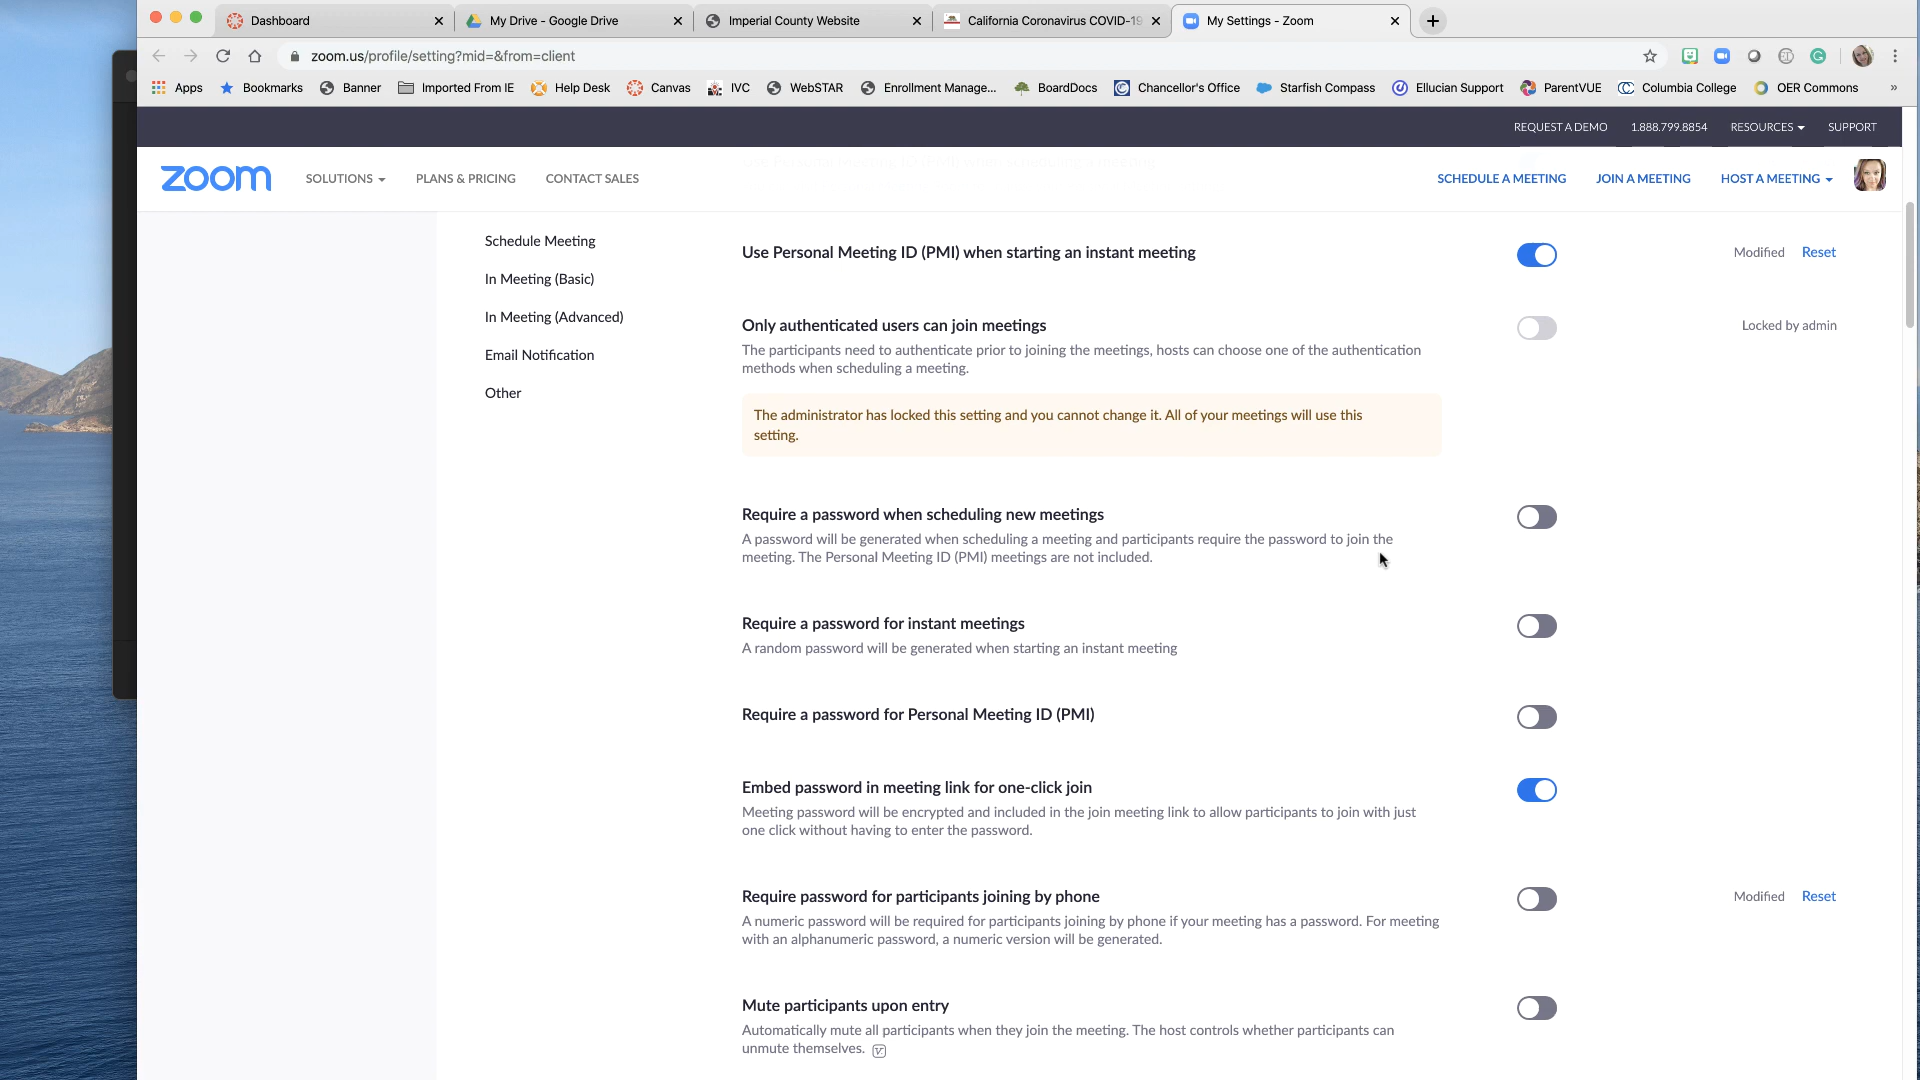 Dashboard
My Drive - Google Drive
Imperial County Website
California Coronavirus COVID-19
My Settings - Zoom
zoom.us/profile/setting?mid=&from=client
Apps
Bookmarks
Banner
Imported From IE
Help Desk
Canvas
IVC
WebSTAR
Enrollment Manage...
BoardDocs
Chancellor's Office
Starfish Compass
Ellucian Support
ParentVUE
Columbia College
OER Commons
»
REQUEST A DEMO
1.888.799.8854
RESOURCES
SUPPORT
zoom
SOLUTIONS
PLANS & PRICING
CONTACT SALES
SCHEDULE A MEETING
JOIN A MEETING
HOST A MEETING
Schedule Meeting
In Meeting (Basic)
In Meeting (Advanced)
Email Notification
Other
Use Personal Meeting ID (PMI) when starting an instant meeting
Modified Reset
Only authenticated users can join meetings
Locked by admin
The participants need to authenticate prior to joining the meetings, hosts can choose one of the authentication
methods when scheduling a meeting.
The administrator has locked this setting and you cannot change it. All of your meetings will use this
setting.
Require a password when scheduling new meetings
A password will be generated when scheduling a meeting and participants require the password to join the
meeting. The Personal Meeting ID (PMI) meetings are not included.
Require a password for instant meetings
A random password will be generated when starting an instant meeting
Require a password for Personal Meeting ID (PMI)
Embed password in meeting link for one-click join
Meeting password will be encrypted and included in the join meeting link to allow participants to join with just
one click without having to enter the password.
Require password for participants joining by phone
Modified Reset
A numeric password will be required for participants joining by phone if your meeting has a password. For meeting
with an alphanumeric password, a numeric version will be generated.
Mute participants upon entry
Automatically mute all participants when they join the meeting. The host controls whether participants can
unmute themselves.